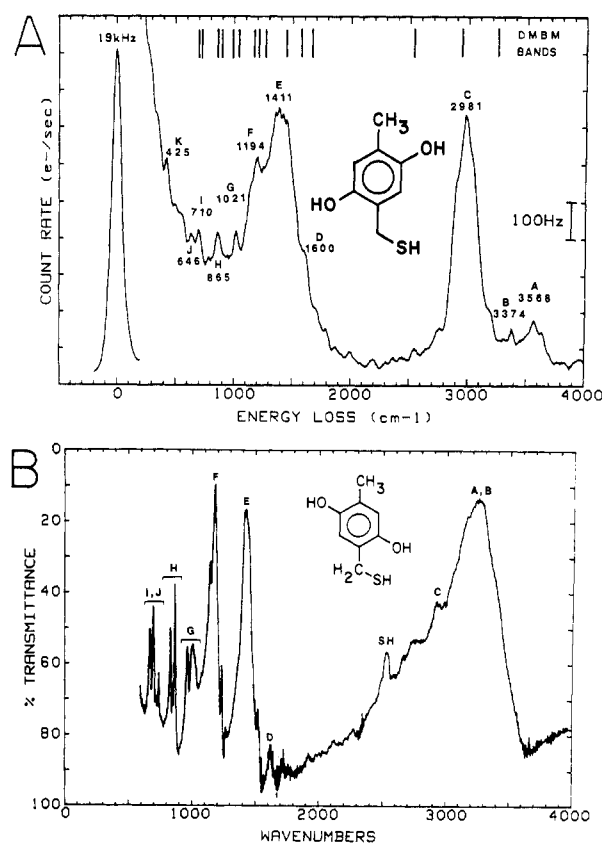 A
19kHz
DMBM
BANDS
E
1411
C
2981
F
1194
K
425
G
1021
I
710
J
646
H
865
D
1600
B
3374
A
3568
CH3
OH
HO
SH
100Hz
COUNT RATE (e-/sec)
0 1000 2000 3000 4000
ENERGY LOSS (cm-1)
B
0
20
40
60
80
100
% TRANSMITTANCE
I,J
H
G
F
E
D
SH
C
A,B
CH3
HO
OH
H2C
SH
0 1000 2000 3000 4000
WAVENUMBERS